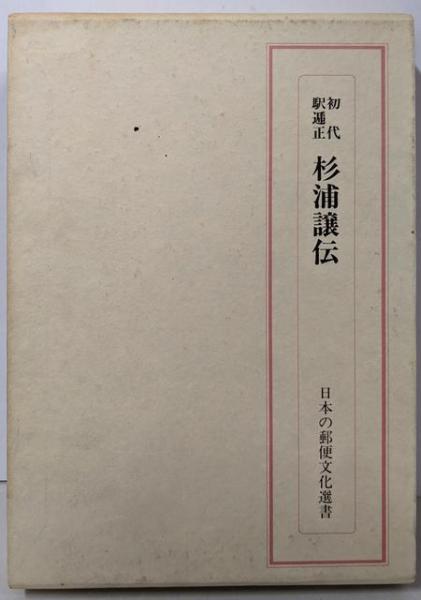 初代
駅逓正
杉浦譲伝
日本の郵便文化選書